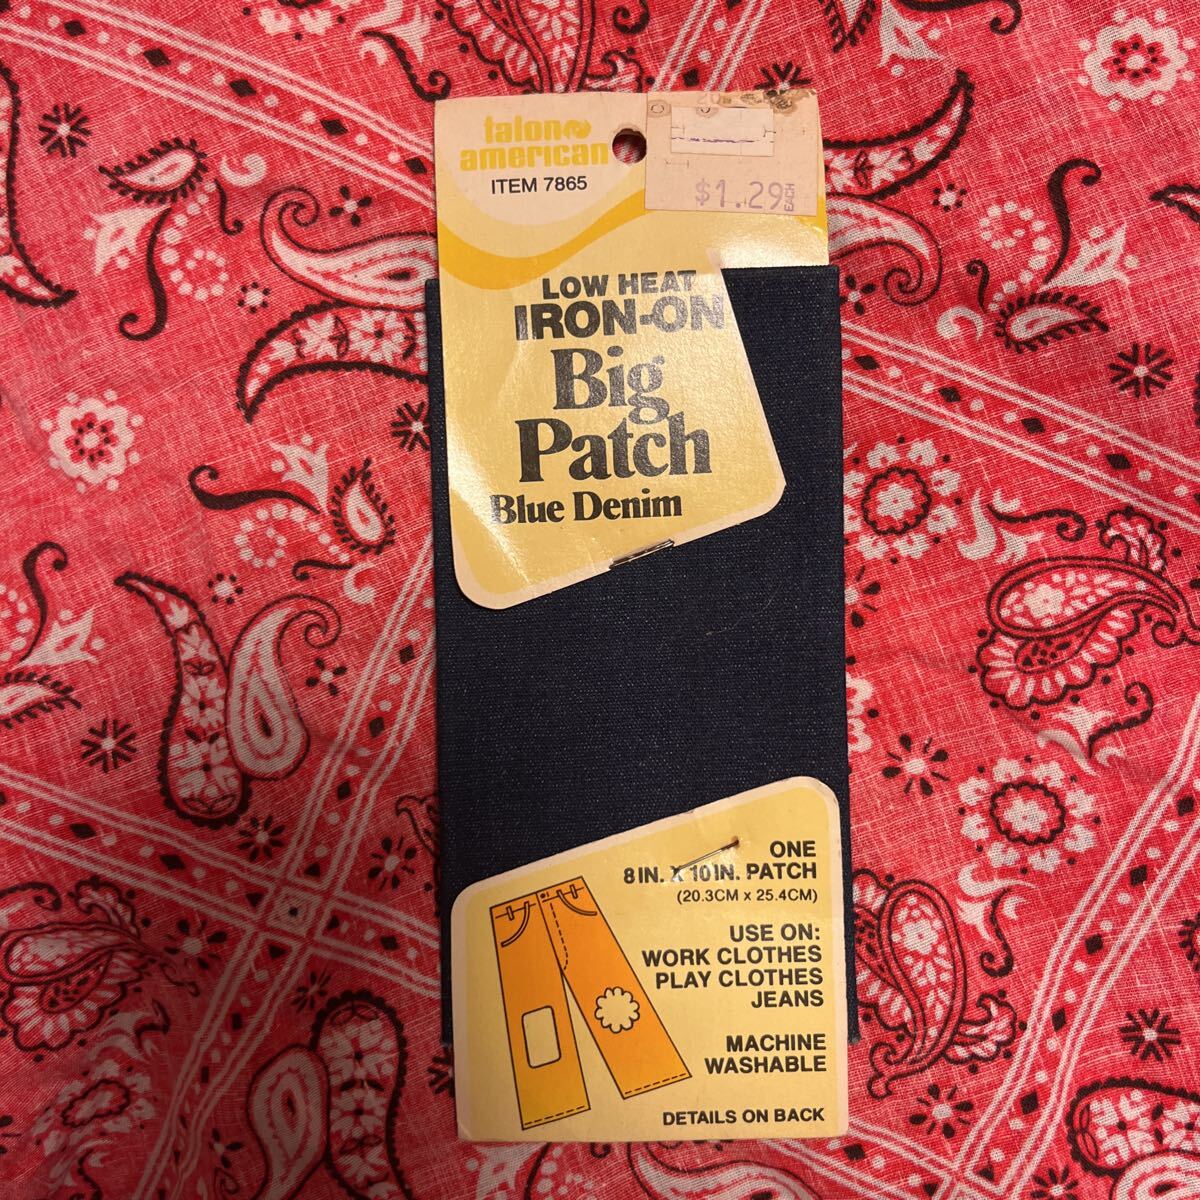 talon
american
ITEM 7865
$1.29 EACH
LOW HEAT
IRON-ON
Big
Patch
Blue Denim
ONE
8 IN. X 10 IN. PATCH
(20.3CM x 25.4CM)
USE ON:
WORK CLOTHES
PLAY CLOTHES
JEANS
MACHINE
WASHABLE
DETAILS ON BACK